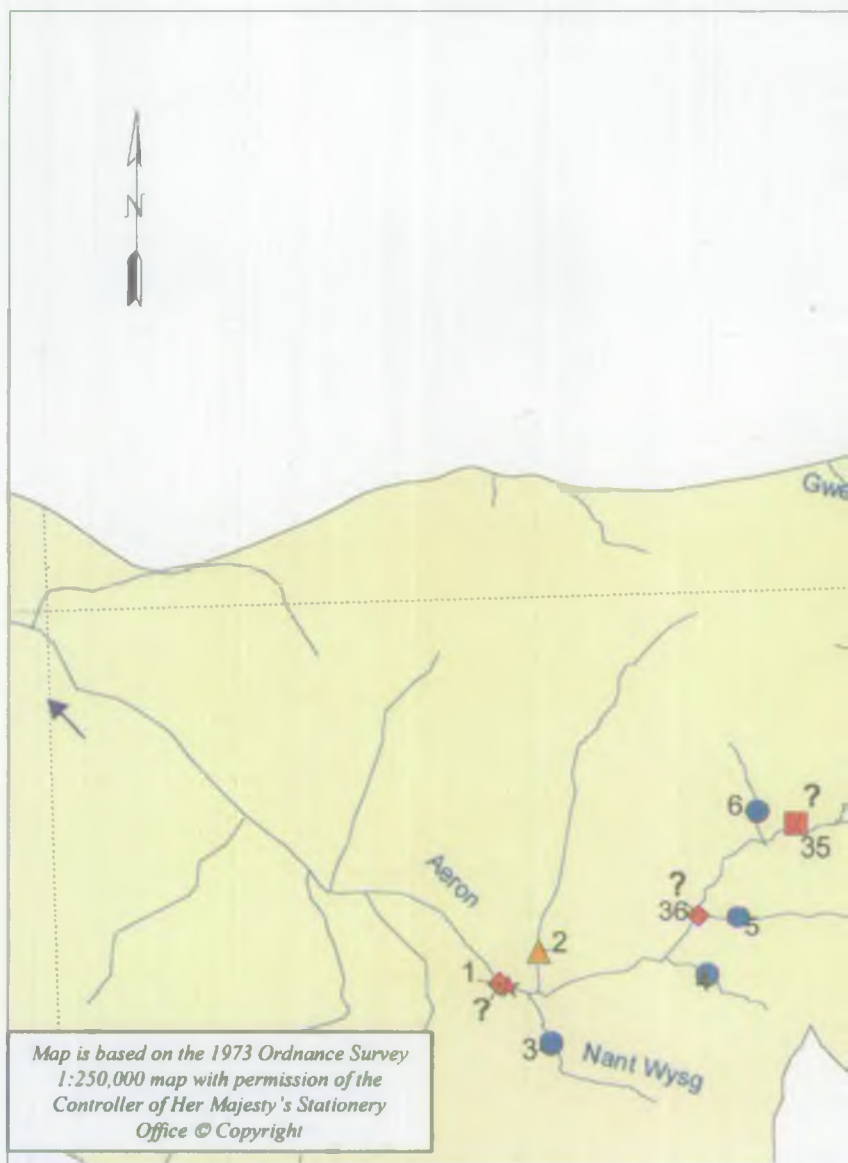 N
Gwe
6
?
35
?
36
5
Aeron
2
1
?
4
3
Nant Wysg
Map is based on the 1973 Ordnance Survey
1:250,000 map with permission of the
Controller of Her Majesty's Stationery
Office © Copyright